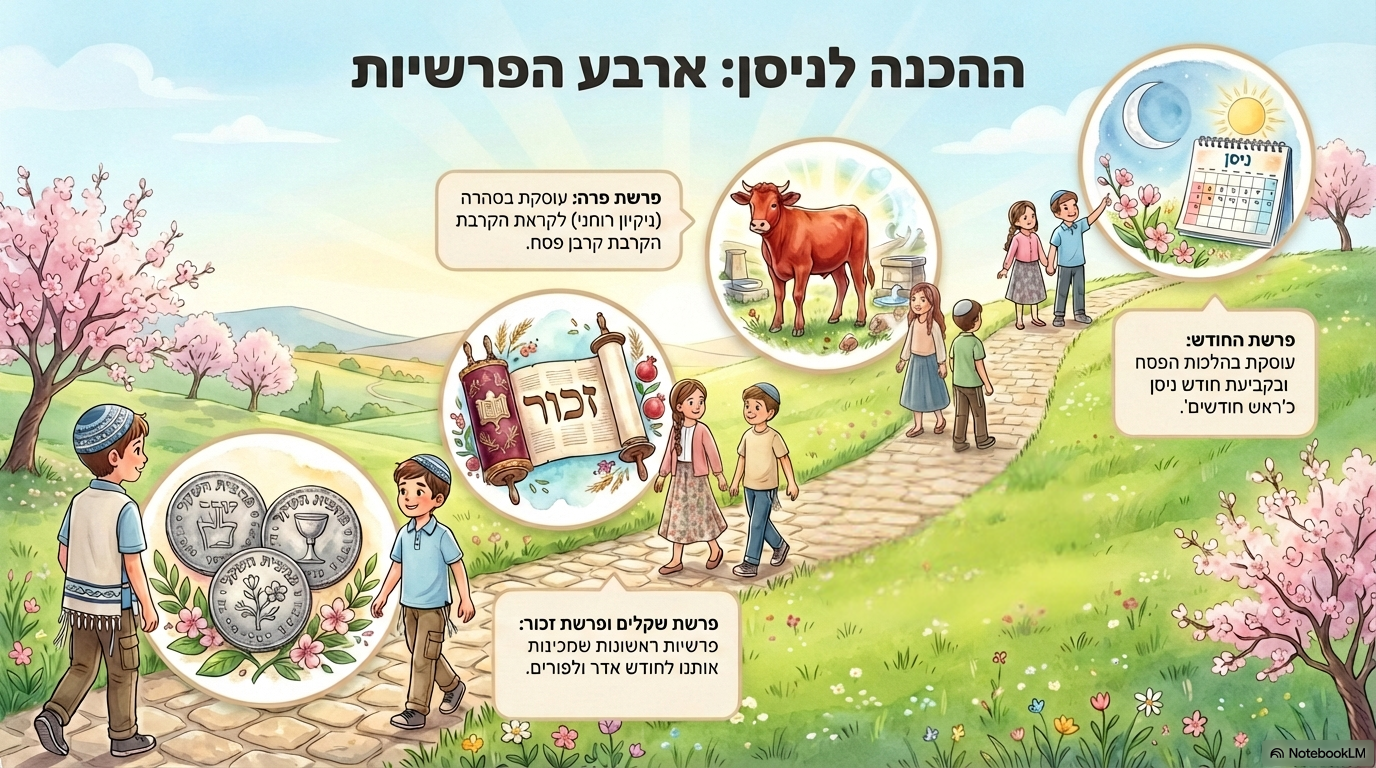 ההכנה לניסן: ארבע הפרשיות
ניסן
פרשת פרה: עוסקת בסהרה
(ניקיון רוחני) לקראת הקרבת
הקרבת קרבן פסח.
זכור
פרשת החודש:
עוסקת בהלכות הפסח
ובקביעת חודש ניסן
כ'ראש חודשים'.
פרשת שקלים ופרשת זכור:
פרשיות ראשונות שמכינות
אותנו לחודש אדר ולפורים.
NotebookLM